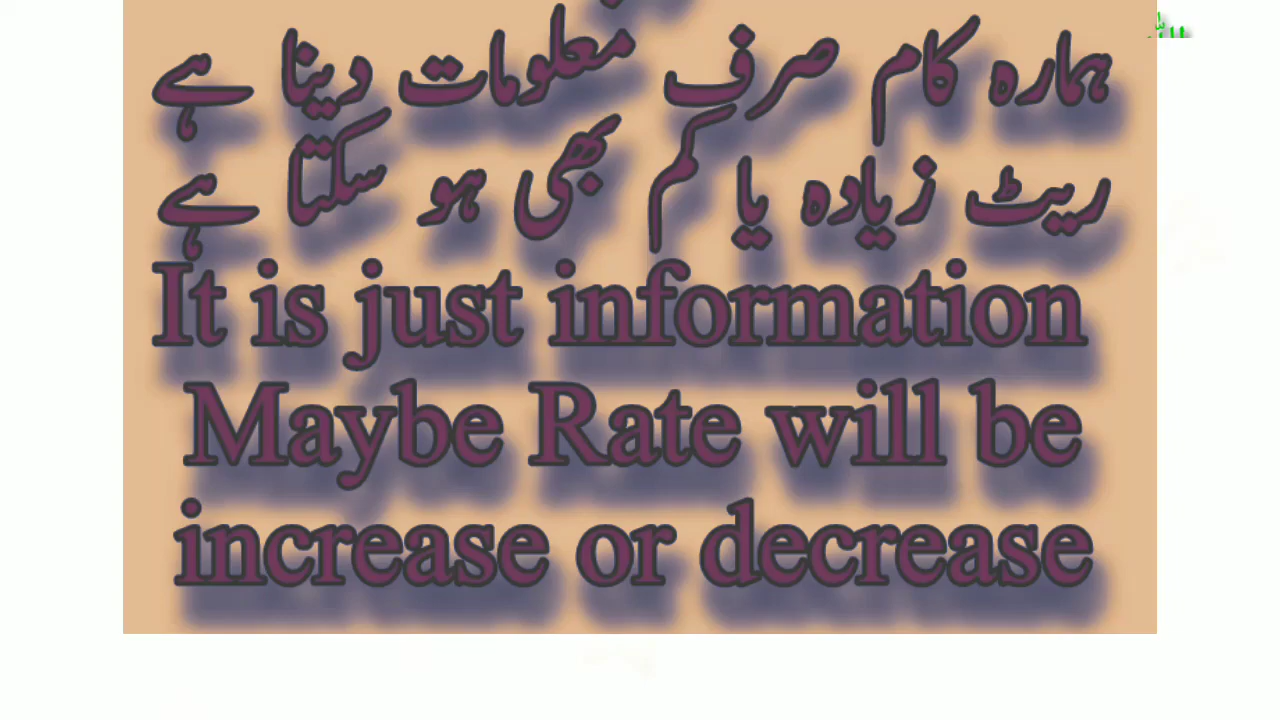 ہمارہ کام صرف معلومات دینا ہے
ریٹ زیادہ یا کم بھی ہو سکتا ہے
It is just information
Maybe Rate will be
increase or decrease